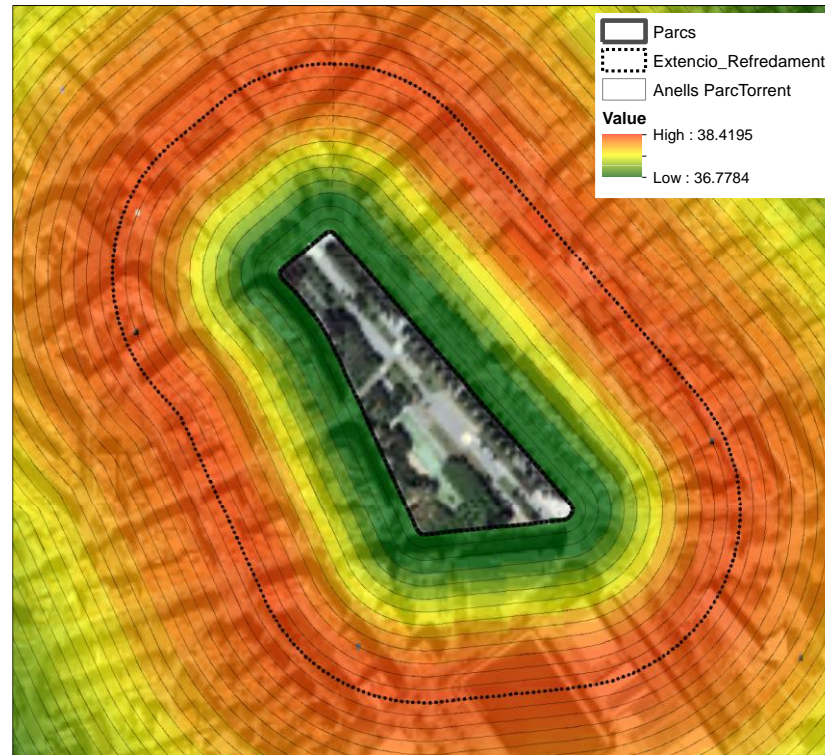 Parcs
Extencio_Refredament
Anells ParcTorrent
Value
High : 38.4195
Low : 36.7784